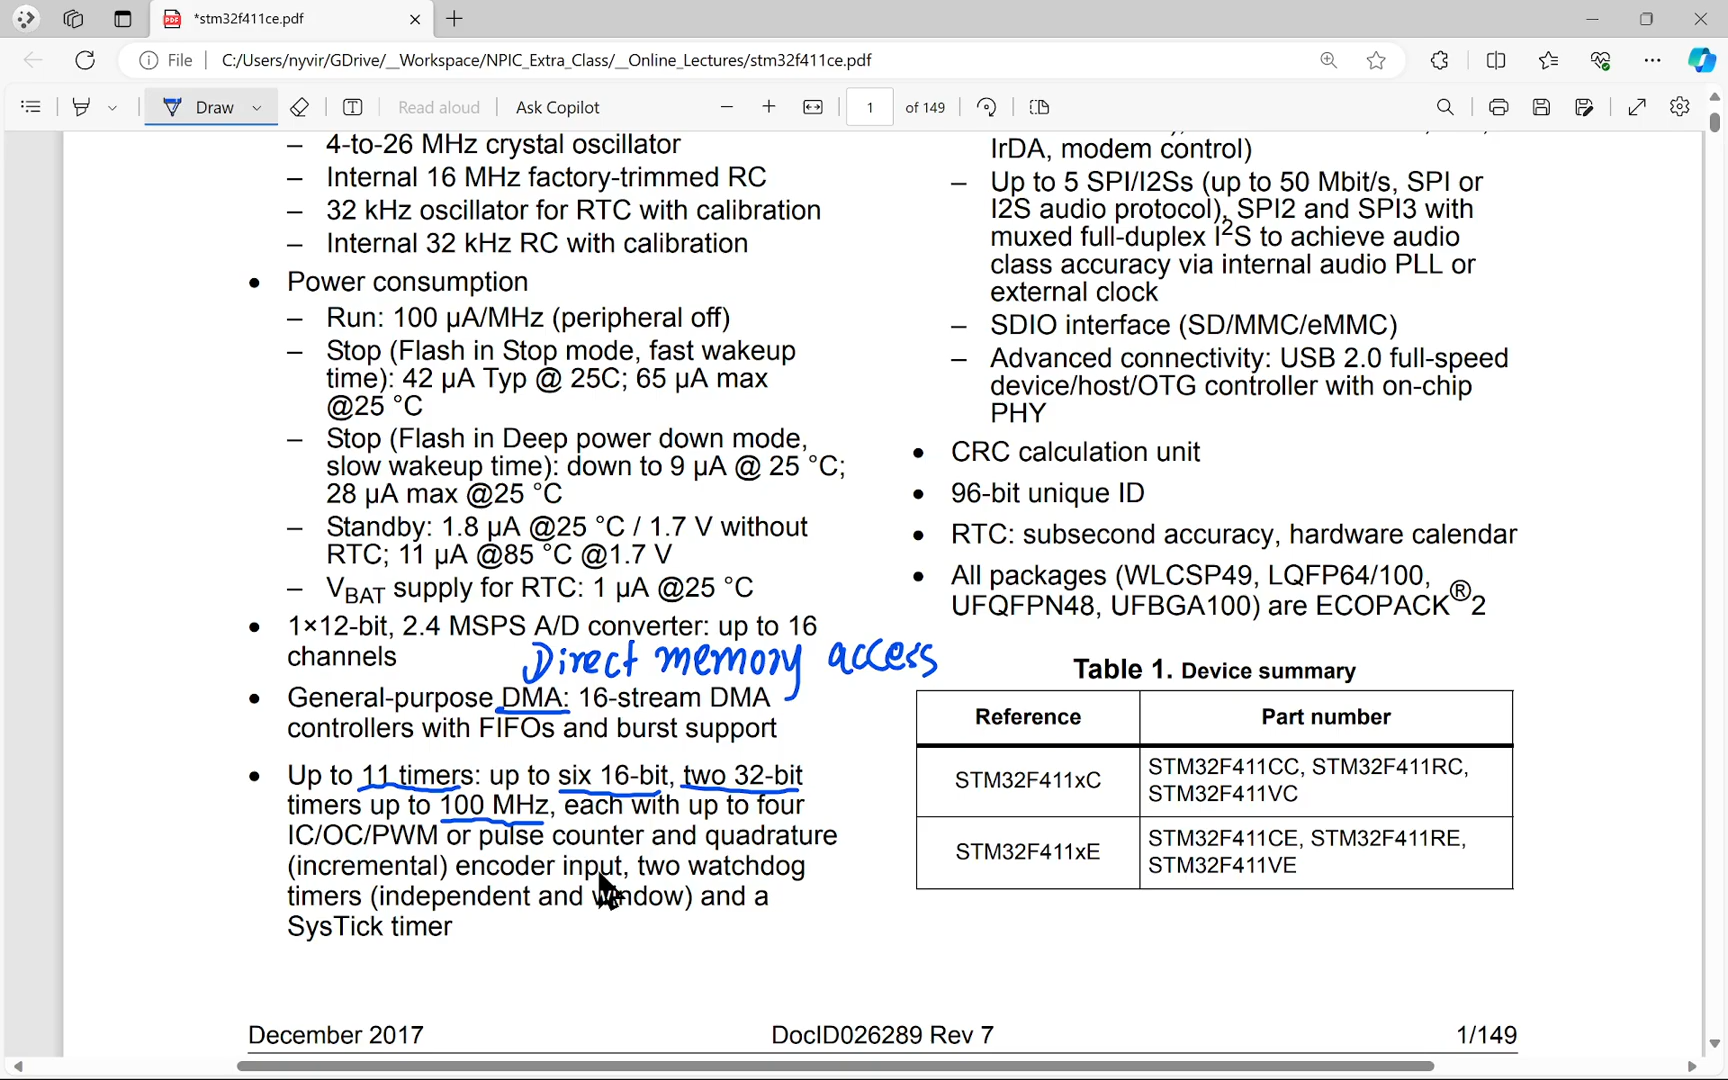 *stm32f411ce.pdf
File
C:/Users/nyvir/GDrive/__Workspace/NPIC_Extra_Class/__Online_Lectures/stm32f411ce.pdf
Draw
Read aloud
Ask Copilot
1
of 149
– 4-to-26 MHz crystal oscillator
– Internal 16 MHz factory-trimmed RC
– 32 kHz oscillator for RTC with calibration
– Internal 32 kHz RC with calibration
• Power consumption
– Run: 100 µA/MHz (peripheral off)
– Stop (Flash in Stop mode, fast wakeup
time): 42 µA Typ @ 25C; 65 µA max
@25 °C
– Stop (Flash in Deep power down mode,
slow wakeup time): down to 9 µA @ 25 °C;
28 µA max @25 °C
– Standby: 1.8 µA @25 °C / 1.7 V without
RTC; 11 µA @85 °C @1.7 V
– VBAT supply for RTC: 1 µA @25 °C
• 1×12-bit, 2.4 MSPS A/D converter: up to 16
channels
Direct memory access
• General-purpose DMA: 16-stream DMA
controllers with FIFOs and burst support
• Up to 11 timers: up to six 16-bit, two 32-bit
timers up to 100 MHz, each with up to four
IC/OC/PWM or pulse counter and quadrature
(incremental) encoder input, two watchdog
timers (independent and window) and a
SysTick timer
IrDA, modem control)
– Up to 5 SPI/I2Ss (up to 50 Mbit/s, SPI or
I2S audio protocol), SPI2 and SPI3 with
muxed full-duplex I²S to achieve audio
class accuracy via internal audio PLL or
external clock
– SDIO interface (SD/MMC/eMMC)
– Advanced connectivity: USB 2.0 full-speed
device/host/OTG controller with on-chip
PHY
• CRC calculation unit
• 96-bit unique ID
• RTC: subsecond accuracy, hardware calendar
• All packages (WLCSP49, LQFP64/100,
UFQFPN48, UFBGA100) are ECOPACK®2
Table 1. Device summary
Reference
Part number
STM32F411xC
STM32F411CC, STM32F411RC,
STM32F411VC
STM32F411xE
STM32F411CE, STM32F411RE,
STM32F411VE
December 2017
DocID026289 Rev 7
1/149